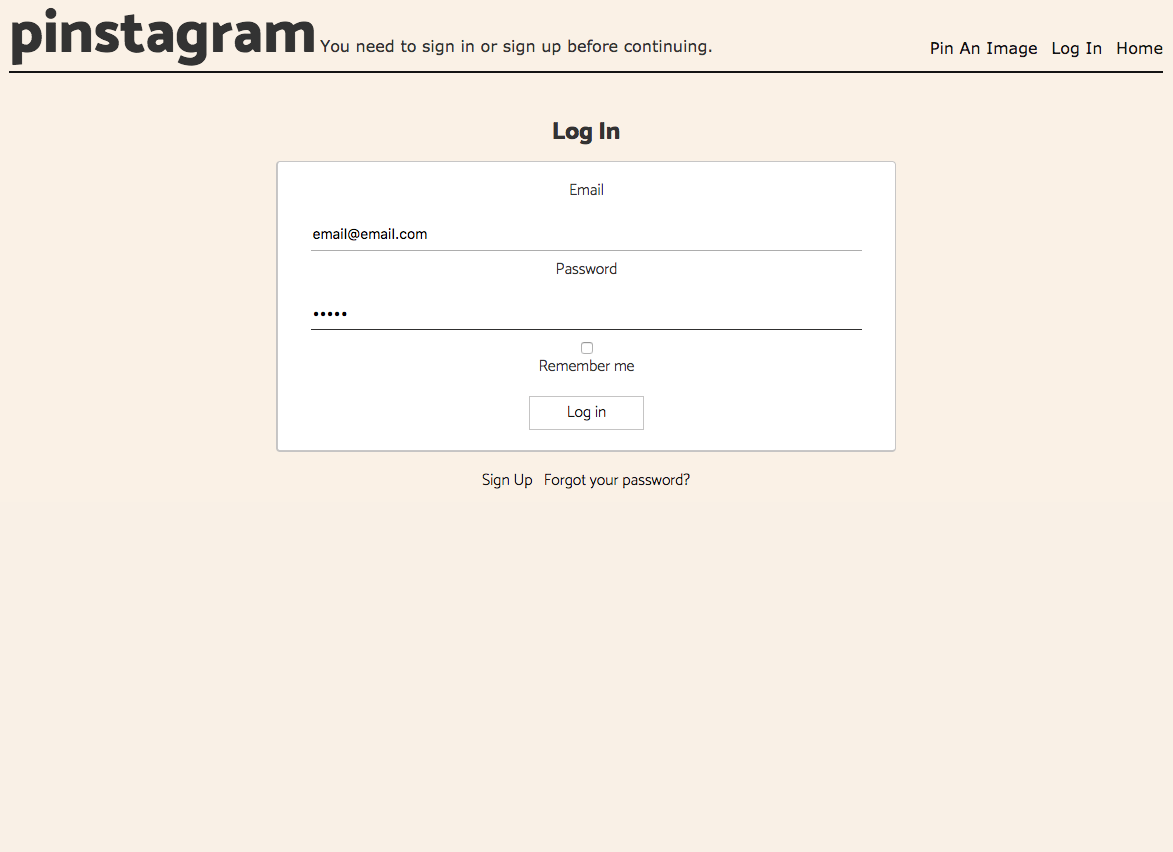 pinstagram You need to sign in or sign up before continuing. Pin An Image Log In Home
Log In
Email
email@email.com
Password
•••••
Remember me
Log in
Sign Up Forgot your password?